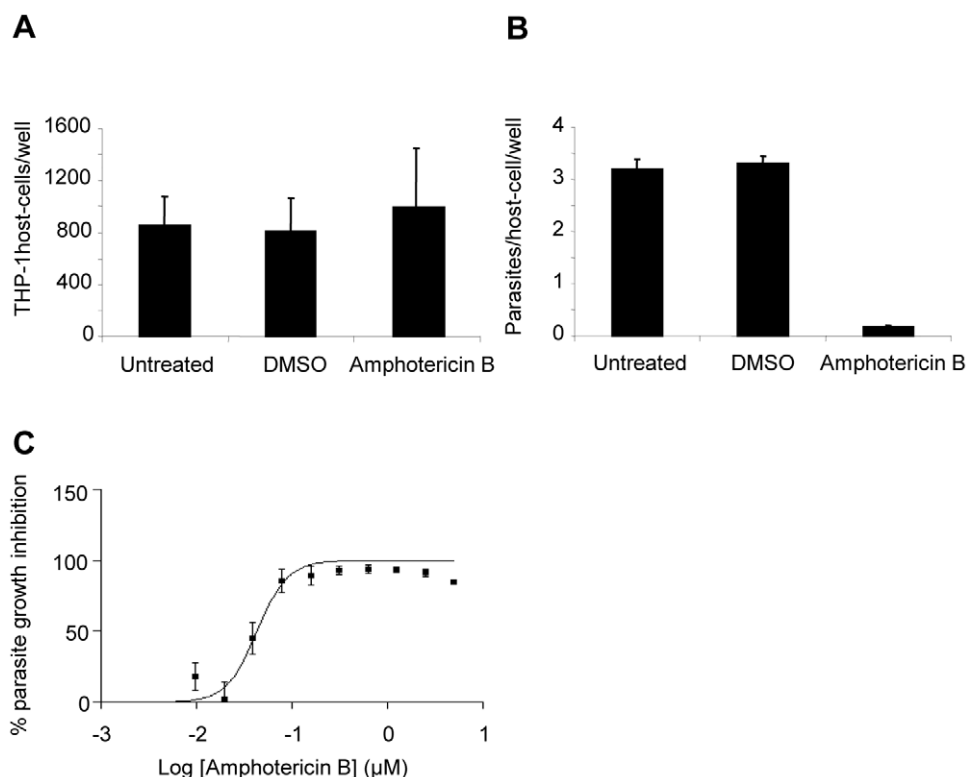 A
THP-1host-cells/well
1600
1200
800
400
0
Untreated DMSO Amphotericin B
B
Parasites/host-cell/well
4
3
2
1
0
Untreated DMSO Amphotericin B
C
% parasite growth inhibition
150
100
50
0
-3 -2 -1 0 1
Log [Amphotericin B] (µM)